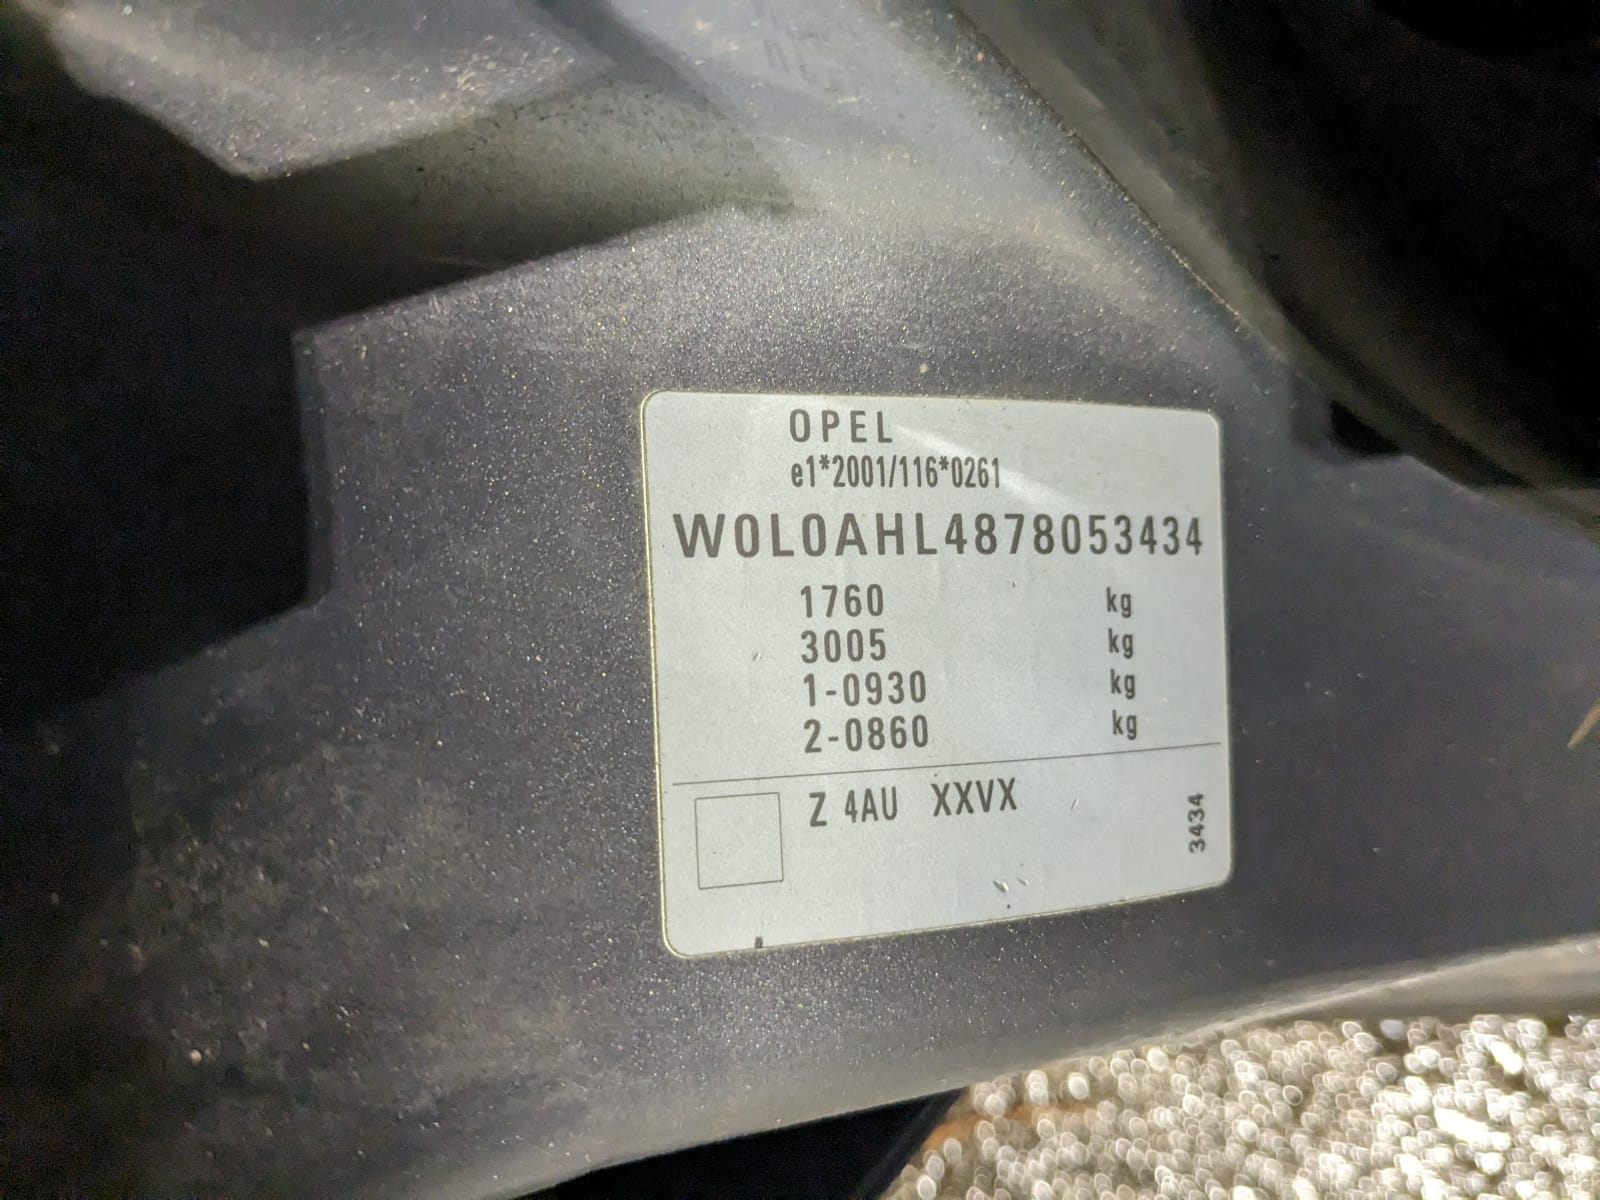 OPEL
e1*2001/116*0261
W0L0AHL4878053434
1760 kg
3005 kg
1-0930 kg
2-0860 kg
Z 4AU XXVX
3434